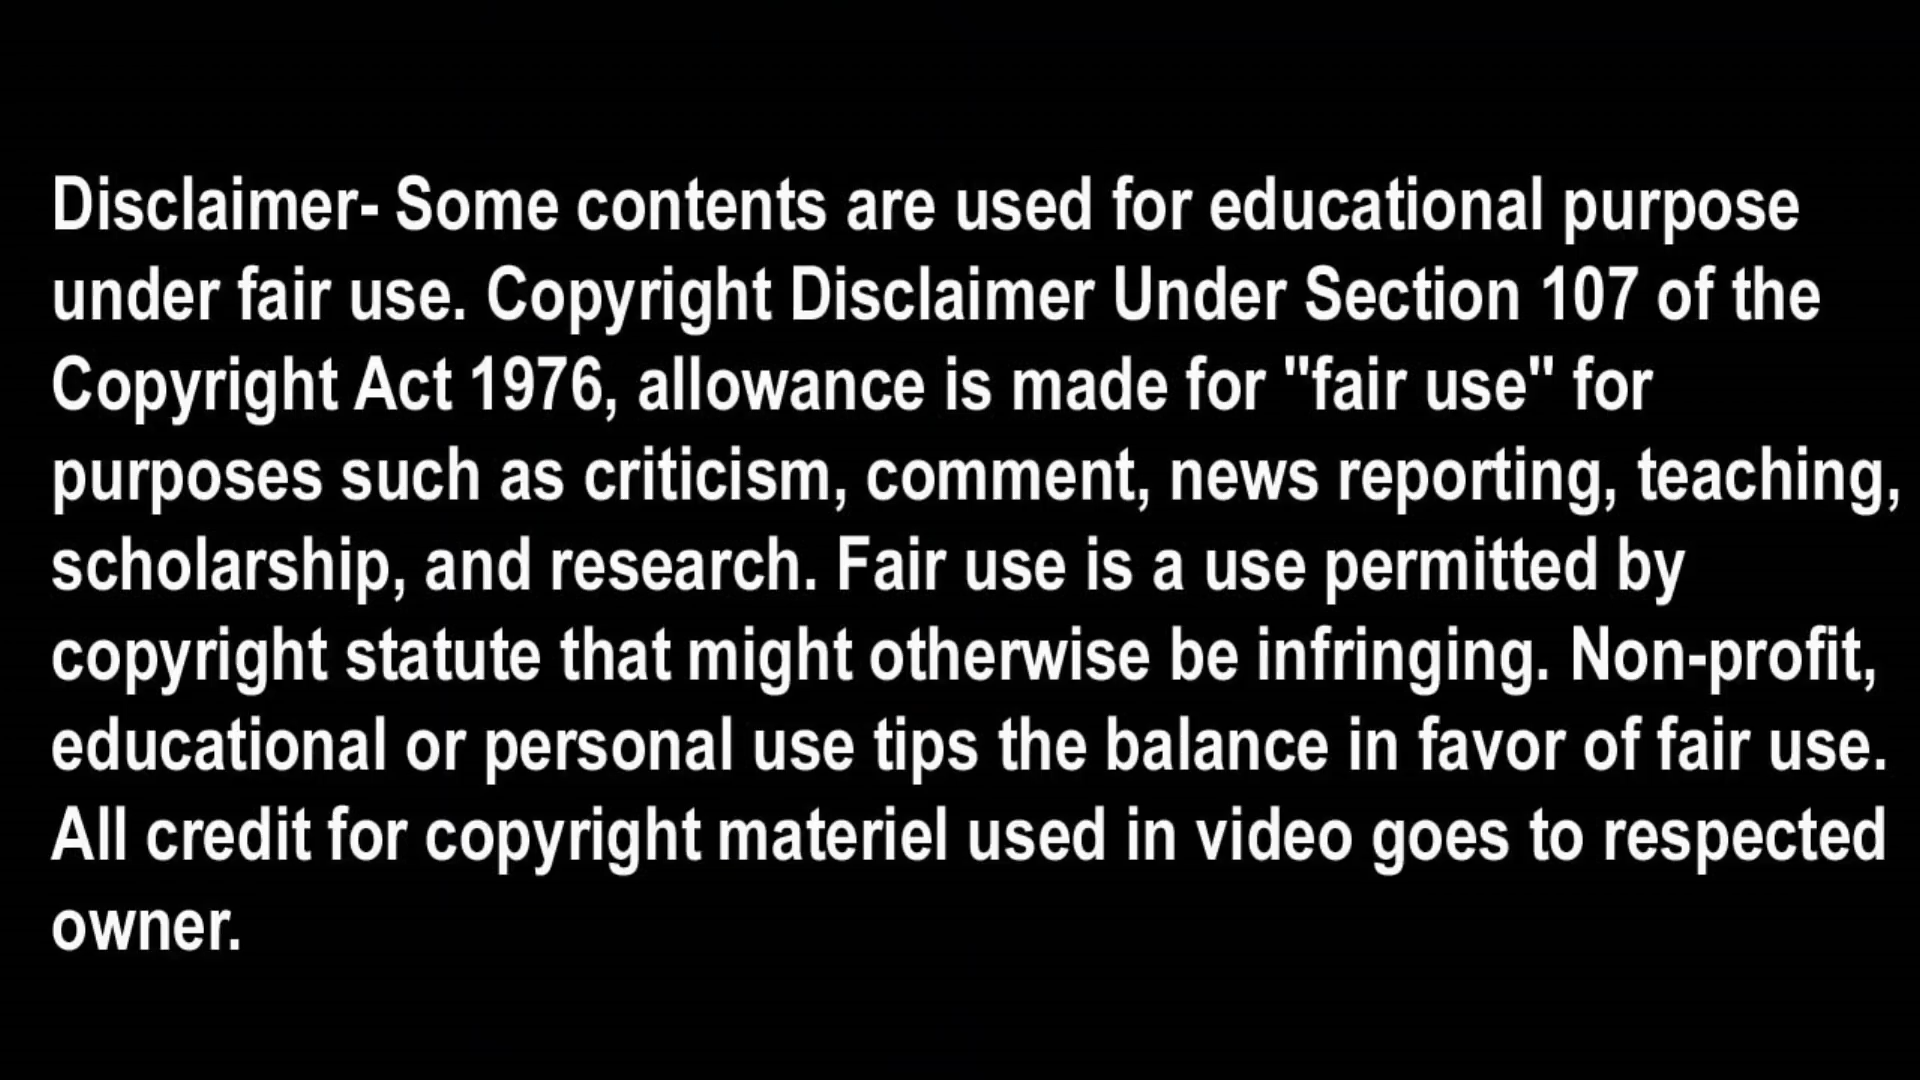 Disclaimer- Some contents are used for educational purpose
under fair use. Copyright Disclaimer Under Section 107 of the
Copyright Act 1976, allowance is made for "fair use" for
purposes such as criticism, comment, news reporting, teaching,
scholarship, and research. Fair use is a use permitted by
copyright statute that might otherwise be infringing. Non-profit,
educational or personal use tips the balance in favor of fair use.
All credit for copyright materiel used in video goes to respected
owner.